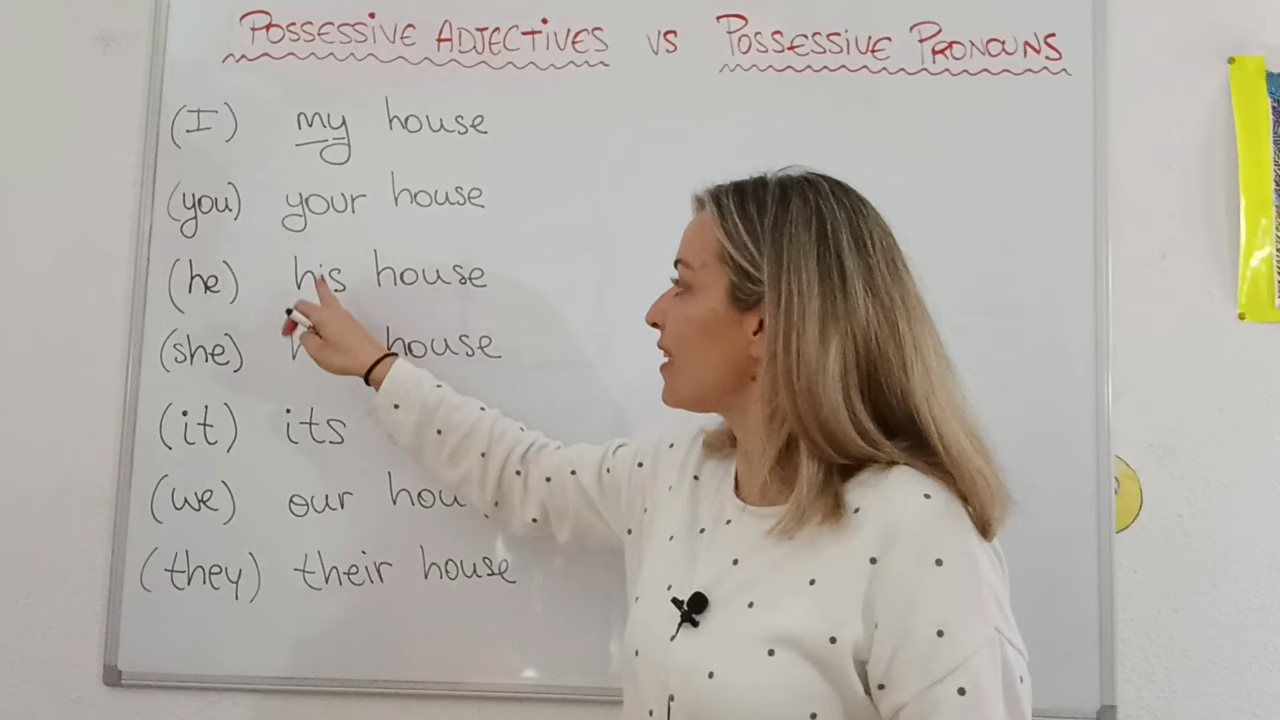 POSSESSIVE ADJECTIVES vs POSSESSIVE PRONOUNS
(I) my house
(you) your house
(he) his house
(she) house
(it) its
(we) our
(they) their house